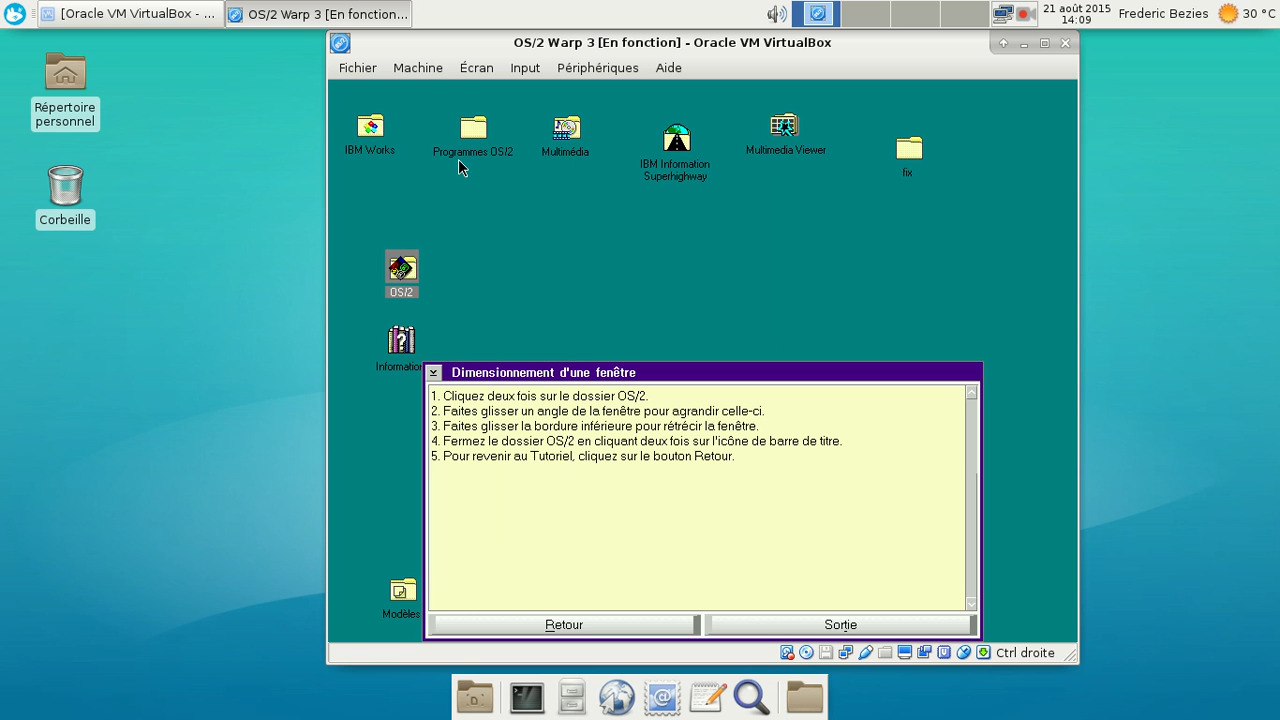 [Oracle VM VirtualBox - ...
OS/2 Warp 3 [En fonction...
21 août 2015
14:09
Frederic Bezies
30 °C
Répertoire
personnel
Corbeille
OS/2 Warp 3 [En fonction] - Oracle VM VirtualBox
Fichier Machine Écran Input Périphériques Aide
IBM Works
Programmes OS/2
Multimédia
IBM Information
Superhighway
Multimedia Viewer
fix
OS/2
Information
Modèles
Dimensionnement d'une fenêtre
1. Cliquez deux fois sur le dossier OS/2.
2. Faites glisser un angle de la fenêtre pour agrandir celle-ci.
3. Faites glisser la bordure inférieure pour rétrécir la fenêtre.
4. Fermez le dossier OS/2 en cliquant deux fois sur l'icône de barre de titre.
5. Pour revenir au Tutoriel, cliquez sur le bouton Retour.
Retour
Sortie
Ctrl droite